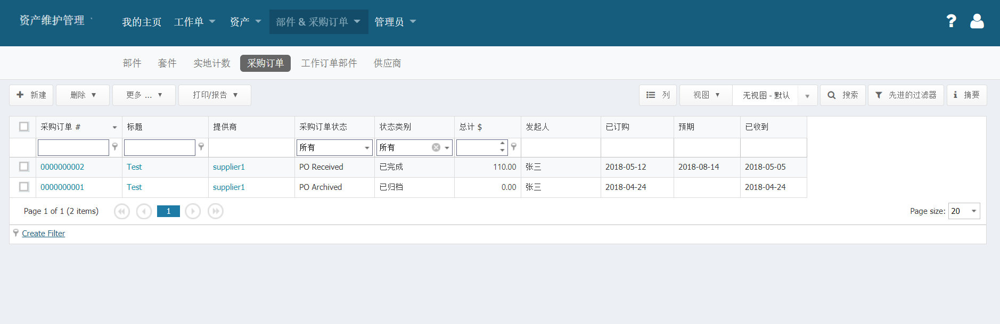 资产维护管理
我的主页 工作单 资产 部件 & 采购订单 管理员
部件 套件 实地计数 采购订单 工作订单部件 供应商
新建 删除 更多 ... 打印/报告 列 视图 无视图 - 默认 搜索 先进的过滤器 摘要
采购订单 # 标题 提供商 采购订单状态 状态类别 总计 $ 发起人 已订购 预期 已收到
所有 所有
0000000002 Test supplier1 PO Received 已完成 110.00 张三 2018-05-12 2018-08-14 2018-05-05
0000000001 Test supplier1 PO Archived 已归档 0.00 张三 2018-04-24 2018-04-24
Page 1 of 1 (2 items) 1 Page size: 20
Create Filter